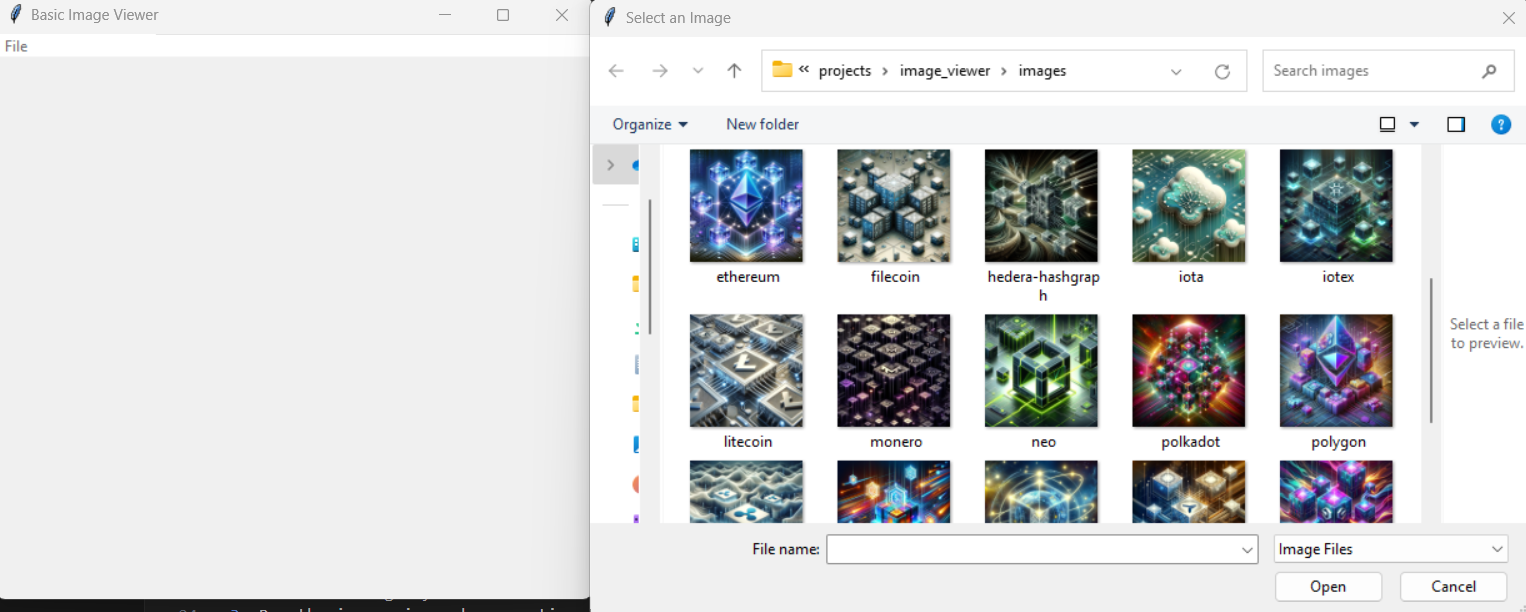 Basic Image Viewer
File
Select an Image
« projects › image_viewer › images
Search images
Organize
New folder
?
ethereum
filecoin
hedera-hashgrap
h
iota
iotex
Select a file
to preview.
litecoin
monero
neo
polkadot
polygon
File name:
Image Files
Open
Cancel